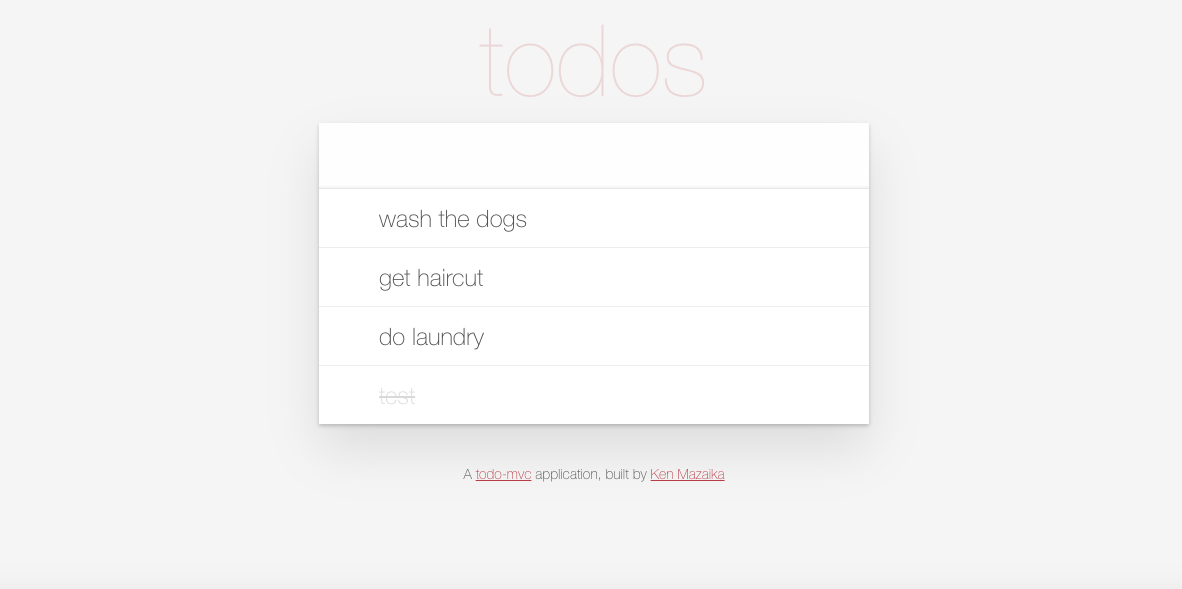 todos
wash the dogs
get haircut
do laundry
test
A todo-mvc application, built by Ken Mazaika